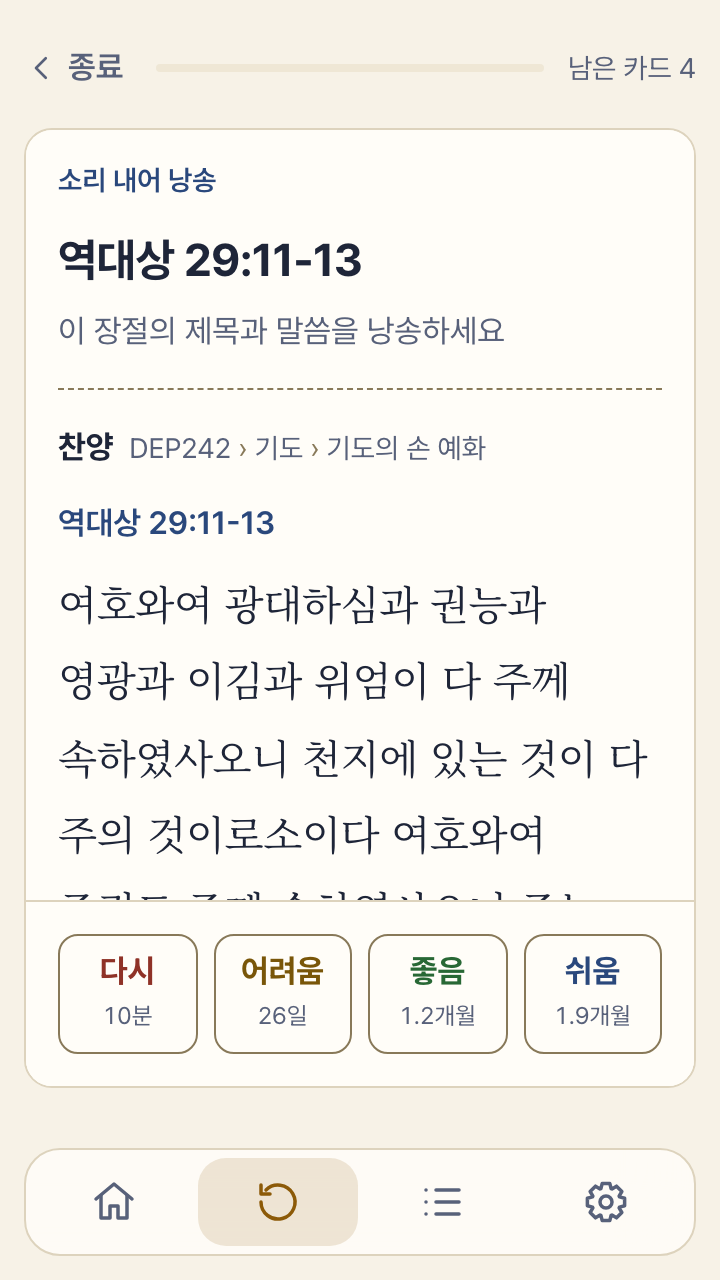 종료
남은 카드 4
소리 내어 낭송
역대상 29:11-13
이 장절의 제목과 말씀을 낭송하세요
찬양 DEP242 › 기도 › 기도의 손 예화
역대상 29:11-13
여호와여 광대하심과 권능과
영광과 이김과 위엄이 다 주께
속하였사오니 천지에 있는 것이 다
주의 것이로소이다 여호와여
다시 어려움 좋음 쉬움
10분 26일 1.2개월 1.9개월